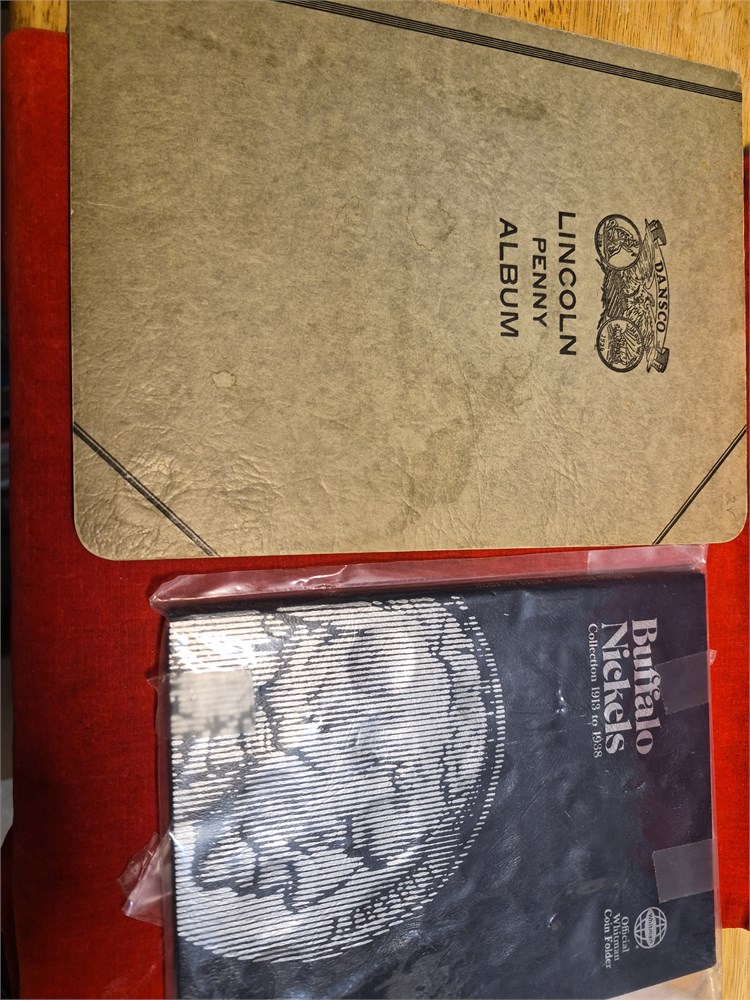 DANSCO
LINCOLN
PENNY
ALBUM
Buffalo
Nickels
Collection 1913 to 1938
Official
Whitman
Coin Folder